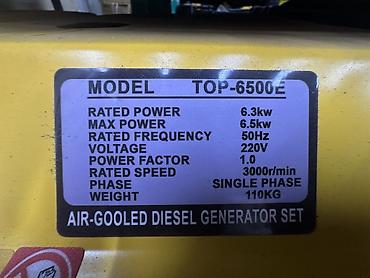 MODEL TOP-6500E
RATED POWER 6.3kw
MAX POWER 6.5kw
RATED FREQUENCY 50Hz
VOLTAGE 220V
POWER FACTOR 1.0
RATED SPEED 3000r/min
PHASE SINGLE PHASE
WEIGHT 110KG
AIR-GOOLED DIESEL GENERATOR SET